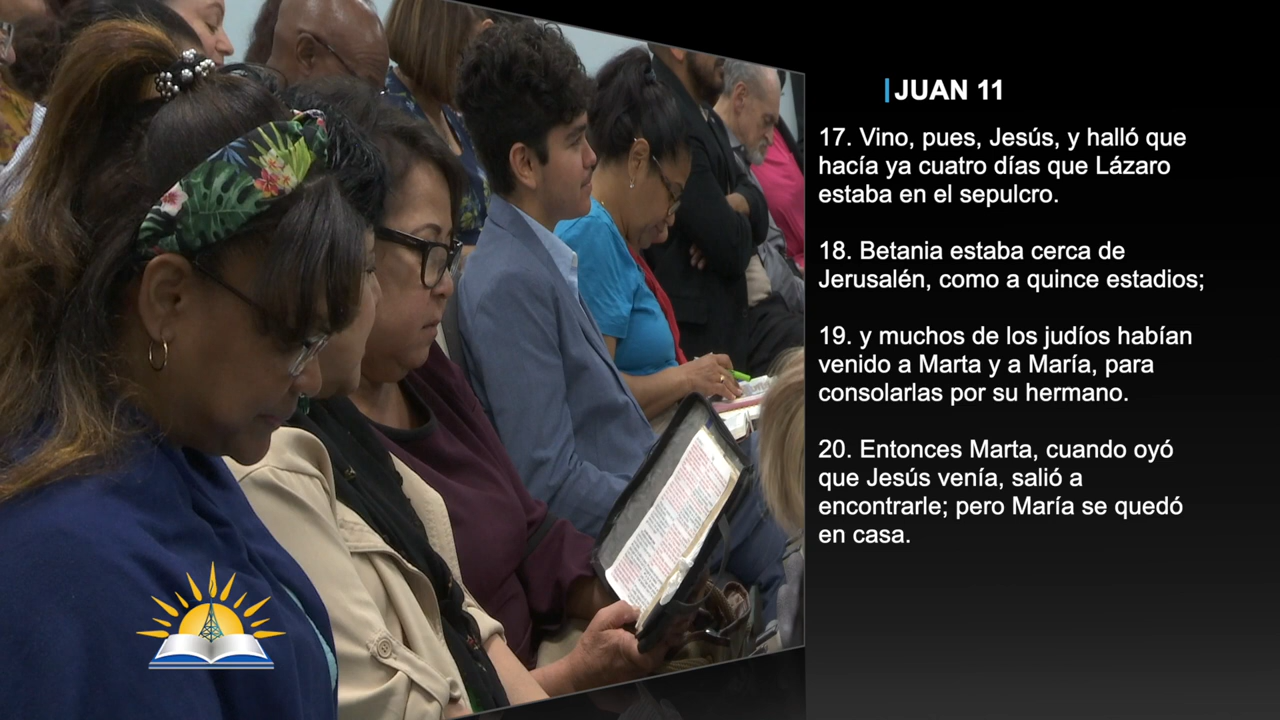 JUAN 11
17. Vino, pues, Jesús, y halló que
hacía ya cuatro días que Lázaro
estaba en el sepulcro.
18. Betania estaba cerca de
Jerusalén, como a quince estadios;
19. y muchos de los judíos habían
venido a Marta y a María, para
consolarlas por su hermano.
20. Entonces Marta, cuando oyó
que Jesús venía, salió a
encontrarle; pero María se quedó
en casa.